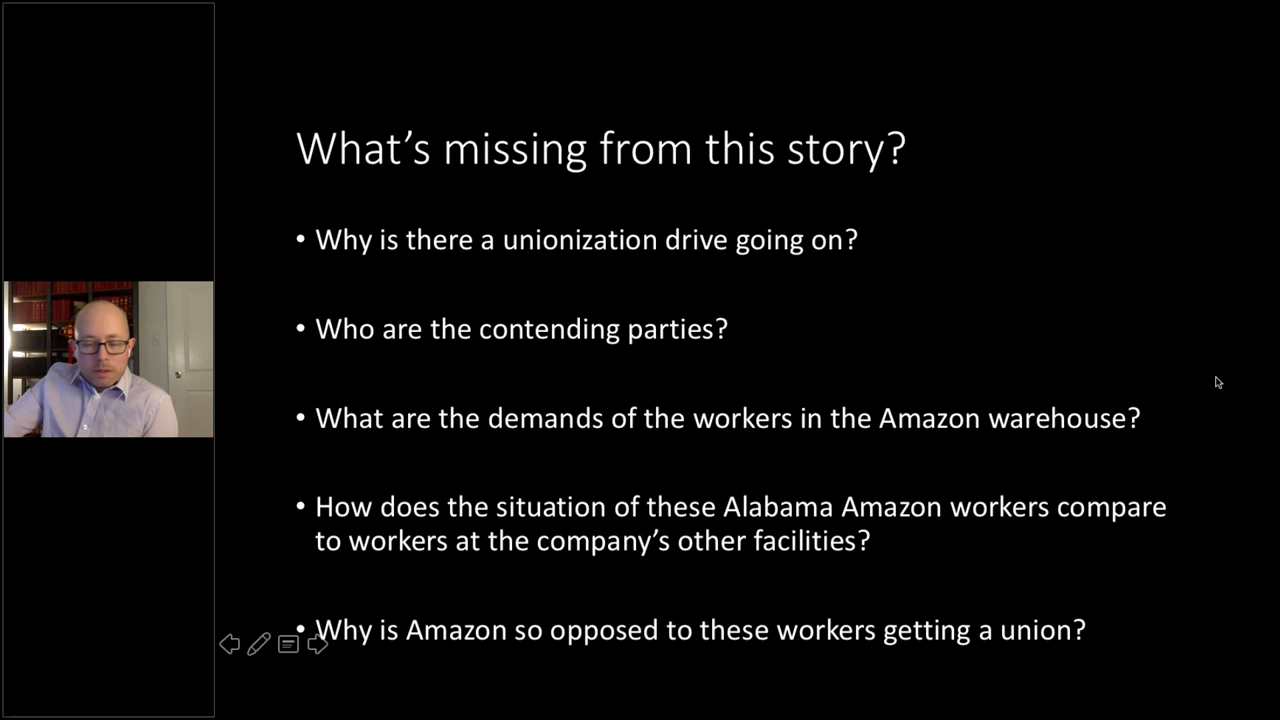 What’s missing from this story?
• Why is there a unionization drive going on?
• Who are the contending parties?
• What are the demands of the workers in the Amazon warehouse?
• How does the situation of these Alabama Amazon workers compare
to workers at the company’s other facilities?
• Why is Amazon so opposed to these workers getting a union?